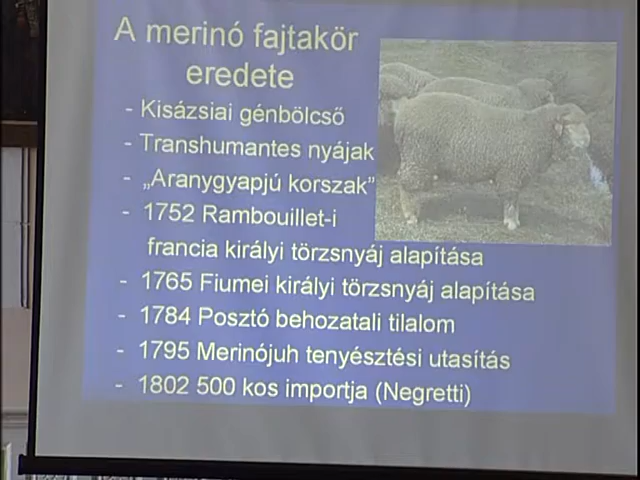 A merinó fajtakör
eredete
- Kisázsiai génbölcső
- Transhumantes nyájak
- „Aranygyapjú korszak”
- 1752 Rambouillet-i
francia királyi törzsnyáj alapítása
- 1765 Fiumei királyi törzsnyáj alapítása
- 1784 Posztó behozatali tilalom
- 1795 Merinójuh tenyésztési utasítás
- 1802 500 kos importja (Negretti)